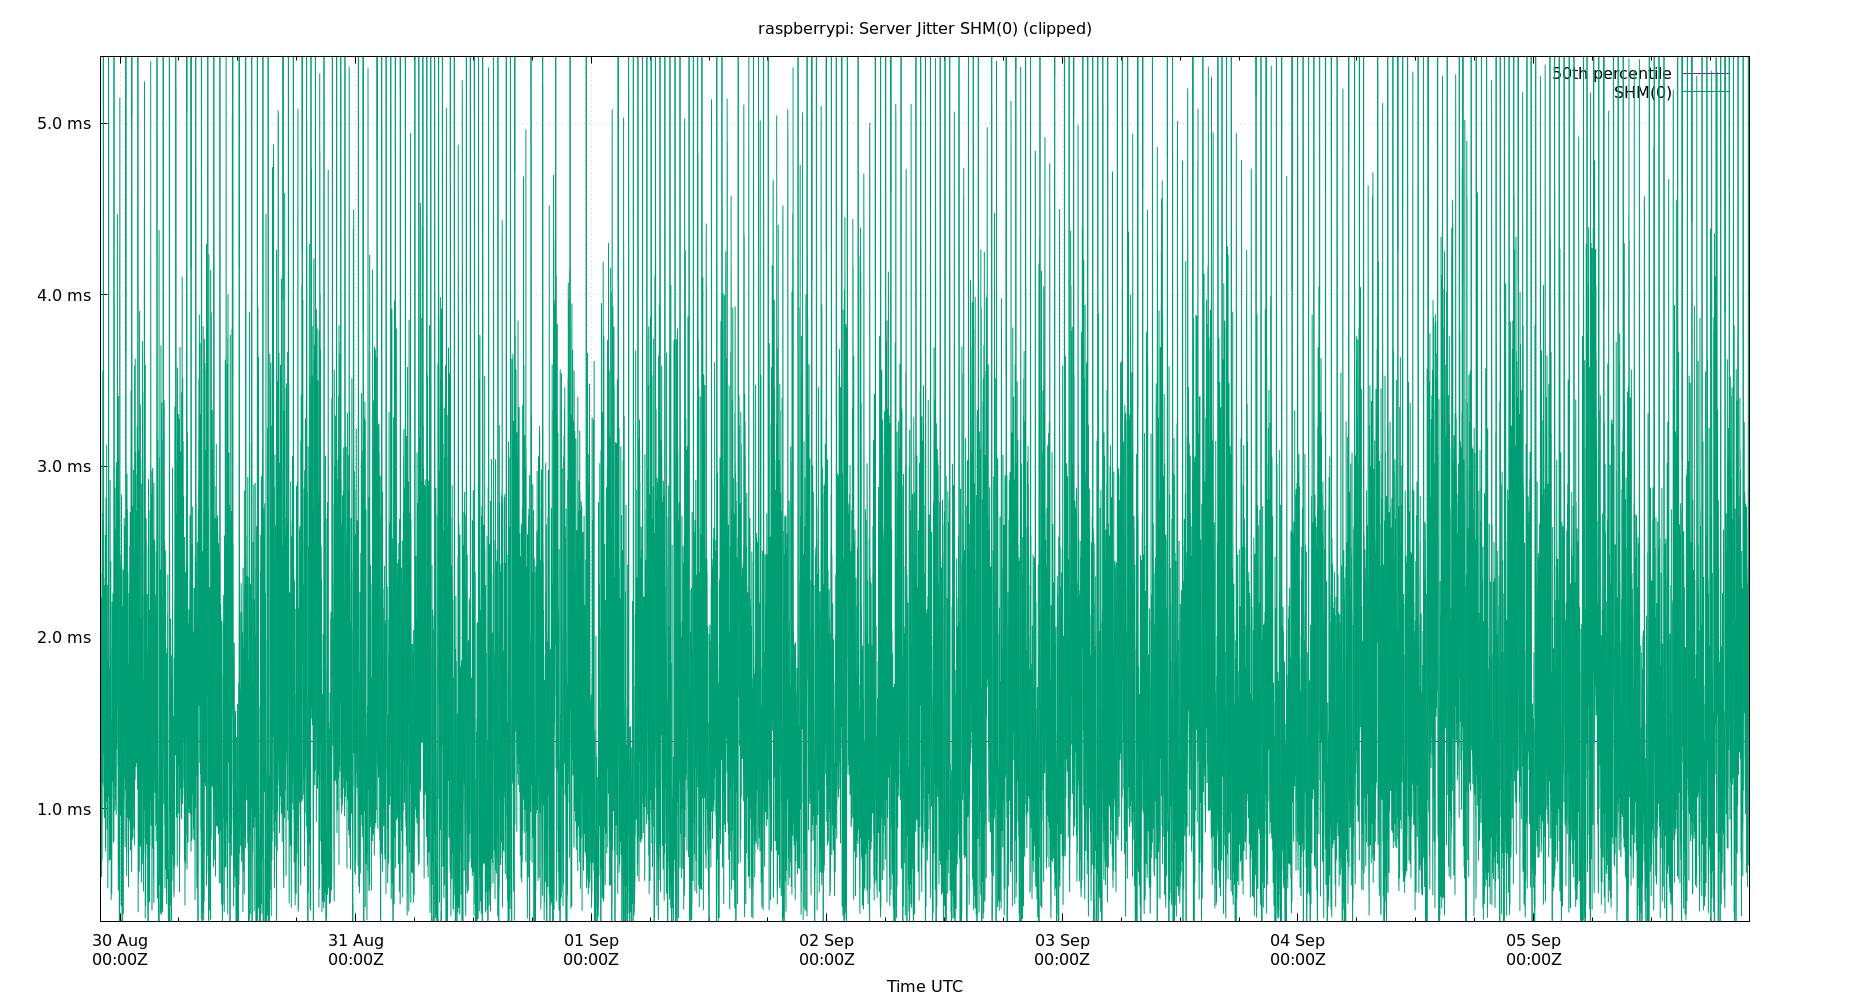 raspberrypi: Server Jitter SHM(0) (clipped)
50th percentile
SHM(0)
5.0 ms
4.0 ms
3.0 ms
2.0 ms
1.0 ms
30 Aug 31 Aug 01 Sep 02 Sep 03 Sep 04 Sep 05 Sep
00:00Z 00:00Z 00:00Z 00:00Z 00:00Z 00:00Z 00:00Z
Time UTC